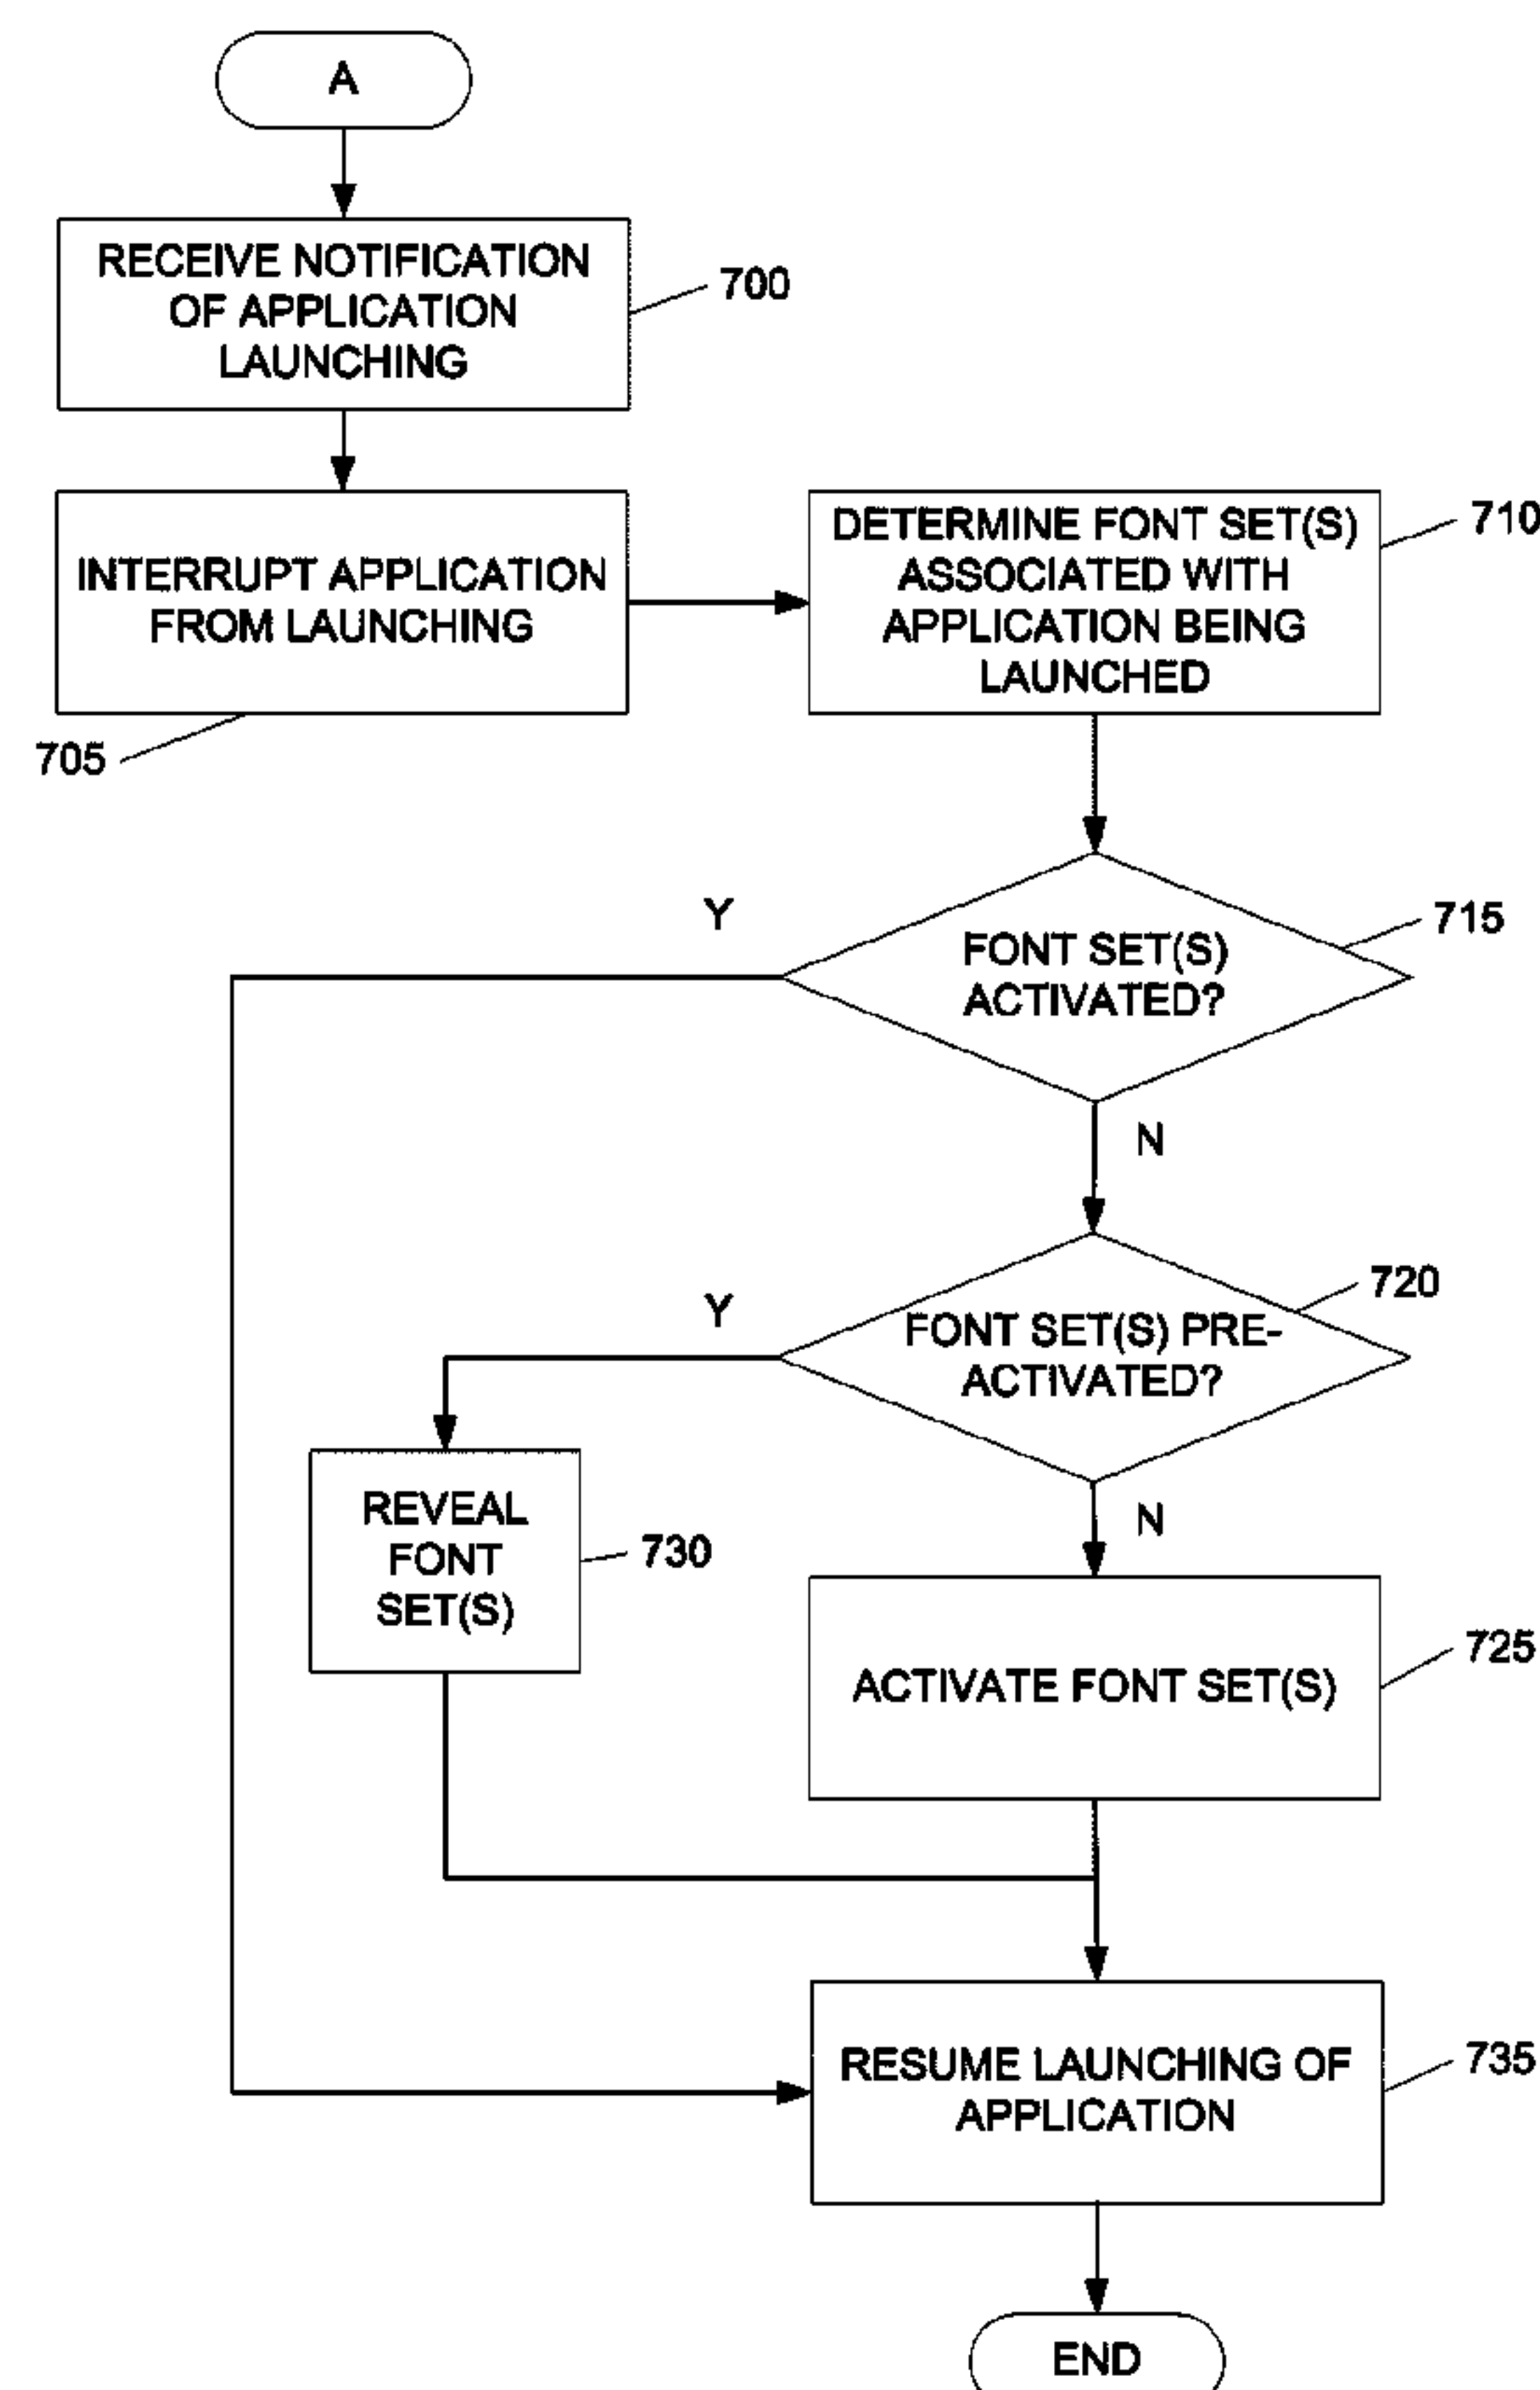 A
RECEIVE NOTIFICATION
OF APPLICATION
LAUNCHING
700
INTERRUPT APPLICATION
FROM LAUNCHING
705
DETERMINE FONT SET(S)
ASSOCIATED WITH
APPLICATION BEING
LAUNCHED
710
Y
FONT SET(S)
ACTIVATED?
715
N
Y
FONT SET(S) PRE-
ACTIVATED?
720
N
REVEAL
FONT
SET(S)
730
ACTIVATE FONT SET(S)
725
RESUME LAUNCHING OF
APPLICATION
735
END